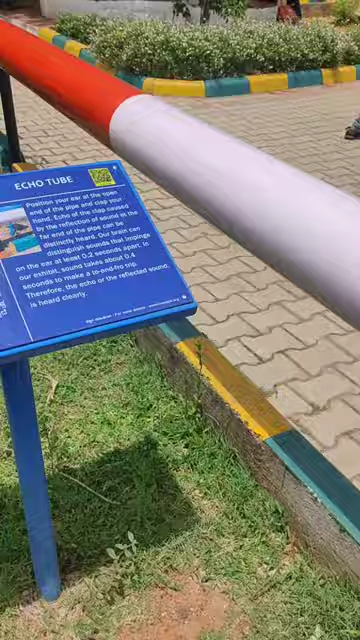 ECHO TUBE
Position your ear at the open
end of the pipe and clap your
hand. Echo of the clap caused
by the reflection of sound in the
far end of the pipe can be
distinctly heard. Our brain can
distinguish sounds that impinge
on the ear at least 0.2 seconds apart. In
our exhibit, sound takes about 0.4
seconds to make a to-and-fro trip.
Therefore, the echo or the reflected sound,
is heard clearly.